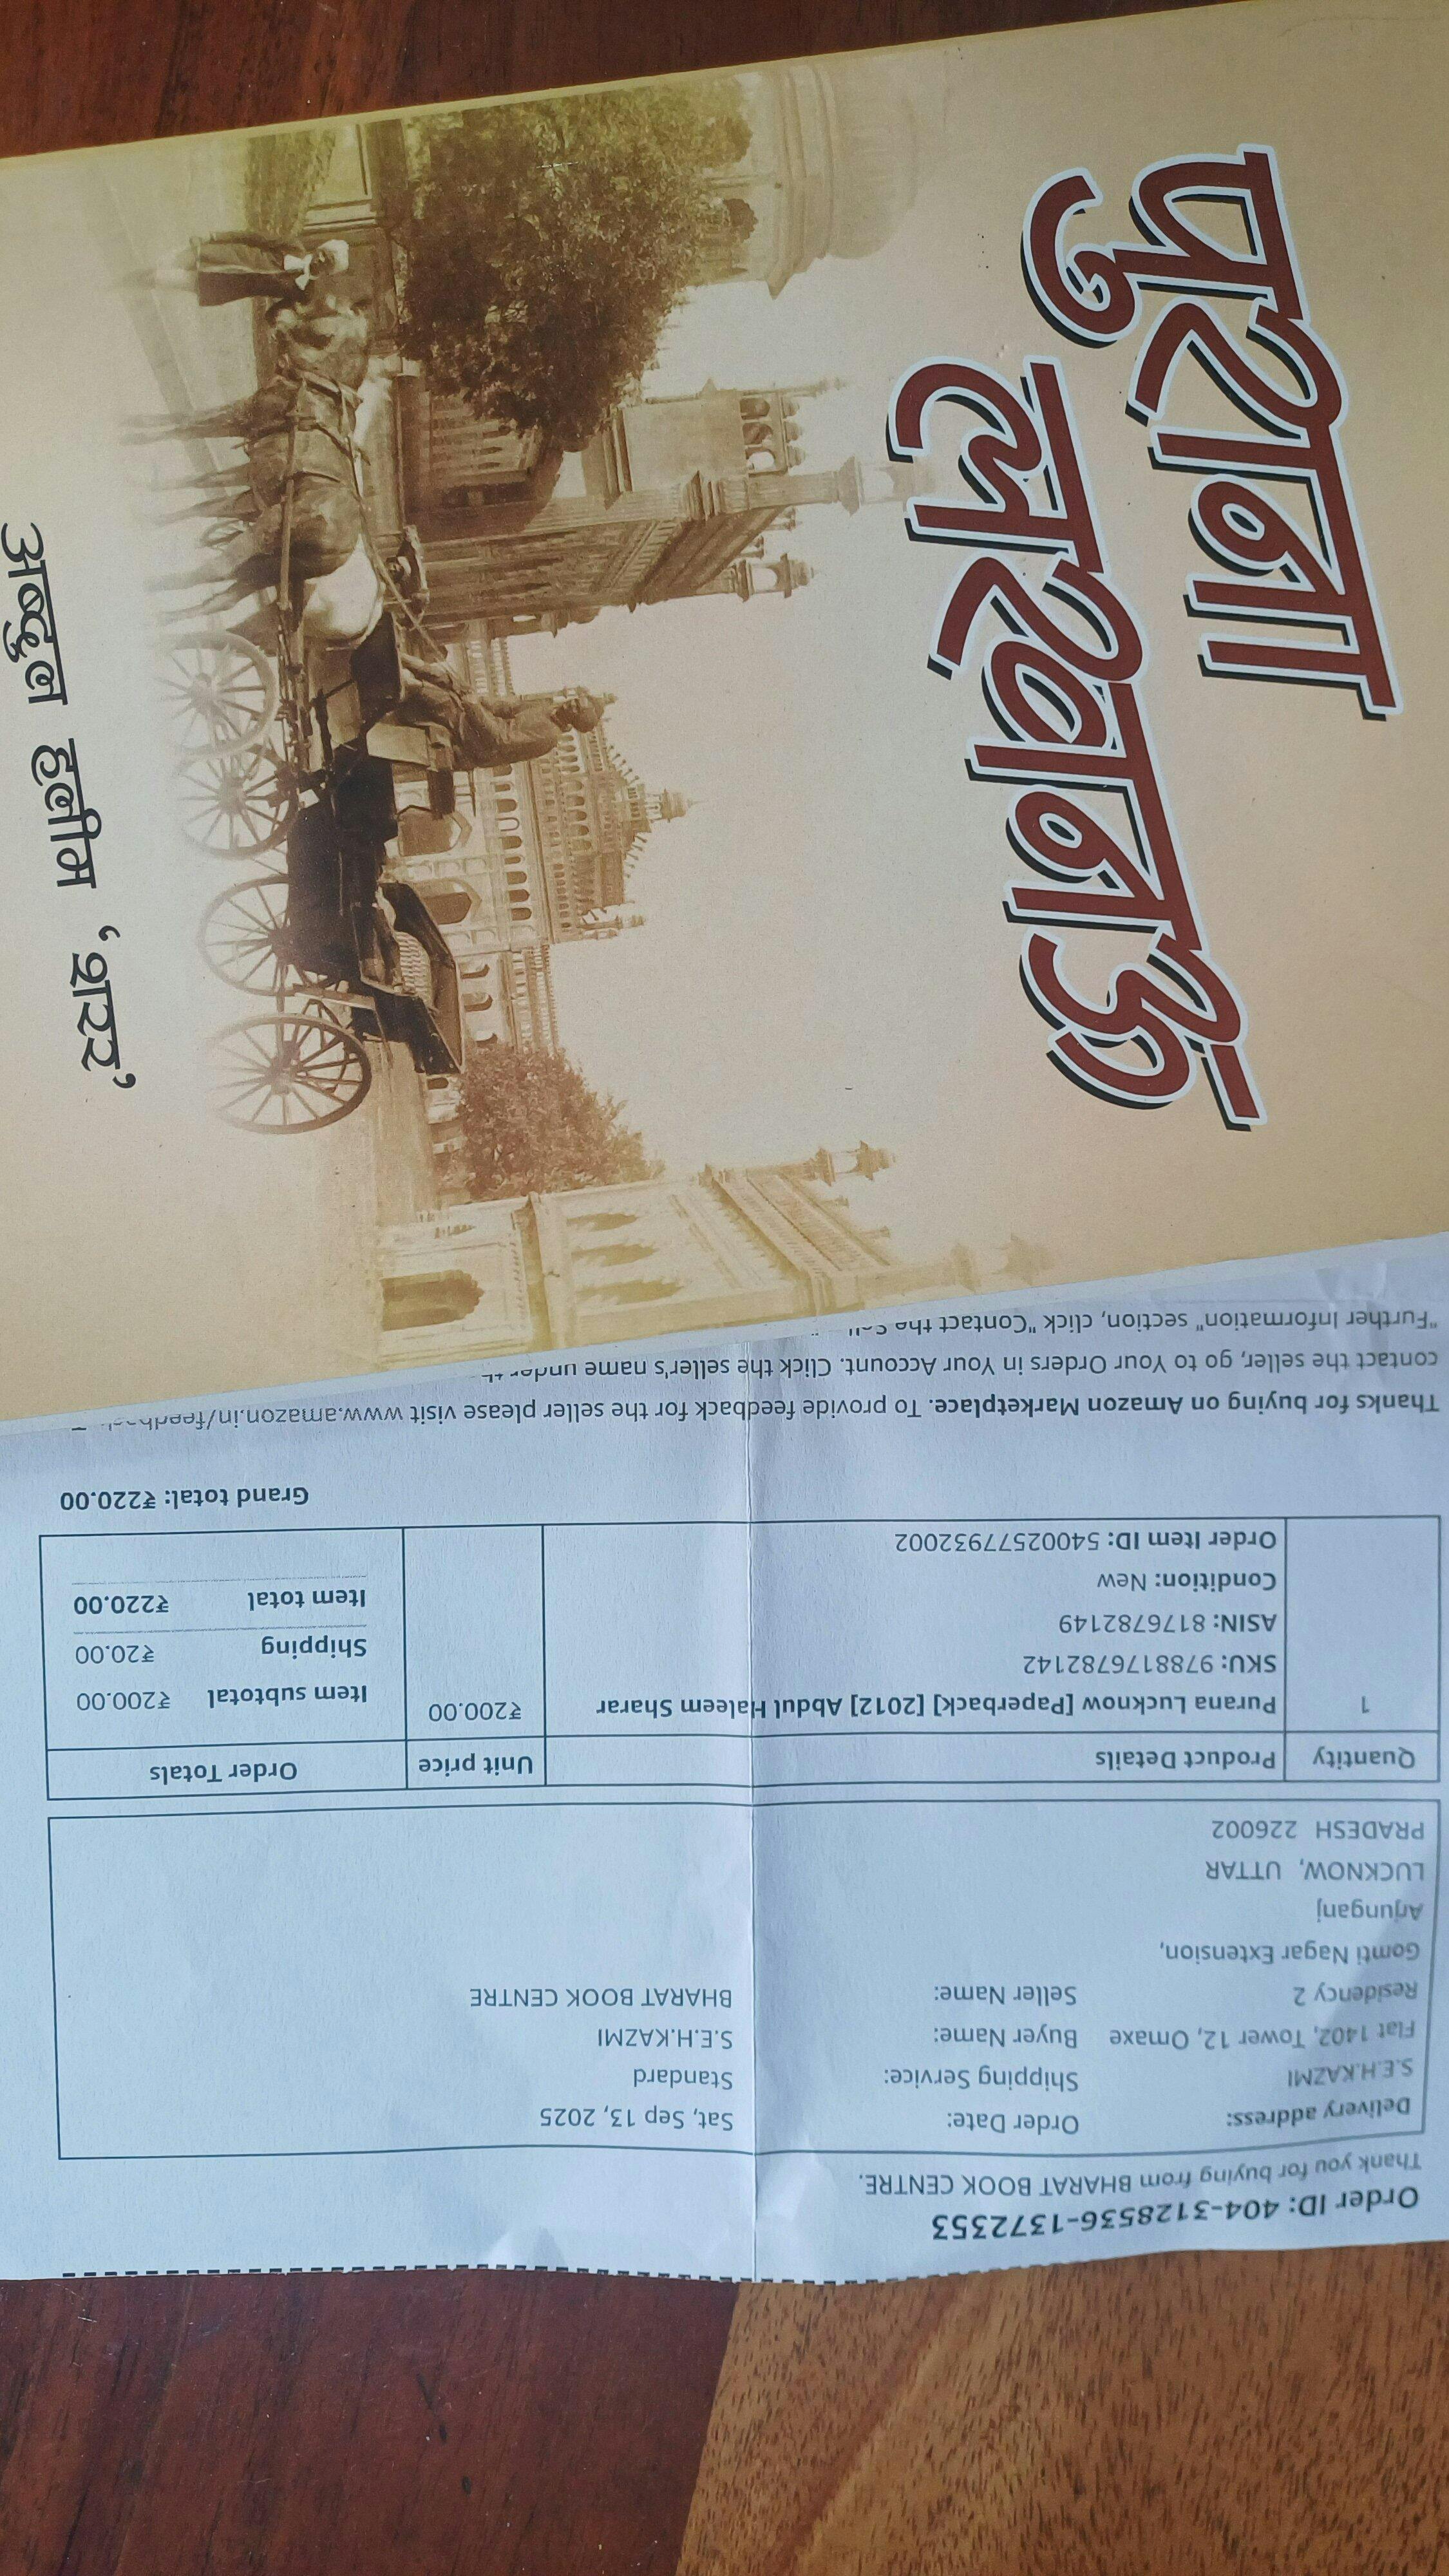 पुराना
लखनऊ
अब्दुल हलीम ‘शरर’
Order ID: 404-3128536-1372353
Thank you for buying from BHARAT BOOK CENTRE.
Delivery address:
S.E.H.KAZMI
Flat 1402, Tower 12, Omaxe
Residency 2
Gomti Nagar Extension,
Arjunganj
LUCKNOW, UTTAR
PRADESH 226002
Order Date: Sat, Sep 13, 2025
Shipping Service: Standard
Buyer Name: S.E.H.KAZMI
Seller Name: BHARAT BOOK CENTRE
Quantity Product Details Unit price Order Totals
1 Purana Lucknow [Paperback] [2012] Abdul Haleem Sharar ₹200.00 Item subtotal ₹200.00
SKU: 9788176782142
Shipping ₹20.00
ASIN: 8176782149
Item total ₹220.00
Condition: New
Order Item ID: 54002577932002
Grand total: ₹220.00
Thanks for buying on Amazon Marketplace. To provide feedback for the seller please visit www.amazon.in/feedback.
contact the seller, go to Your Orders in Your Account. Click the seller's name under
"Further Information" section, click "Contact the